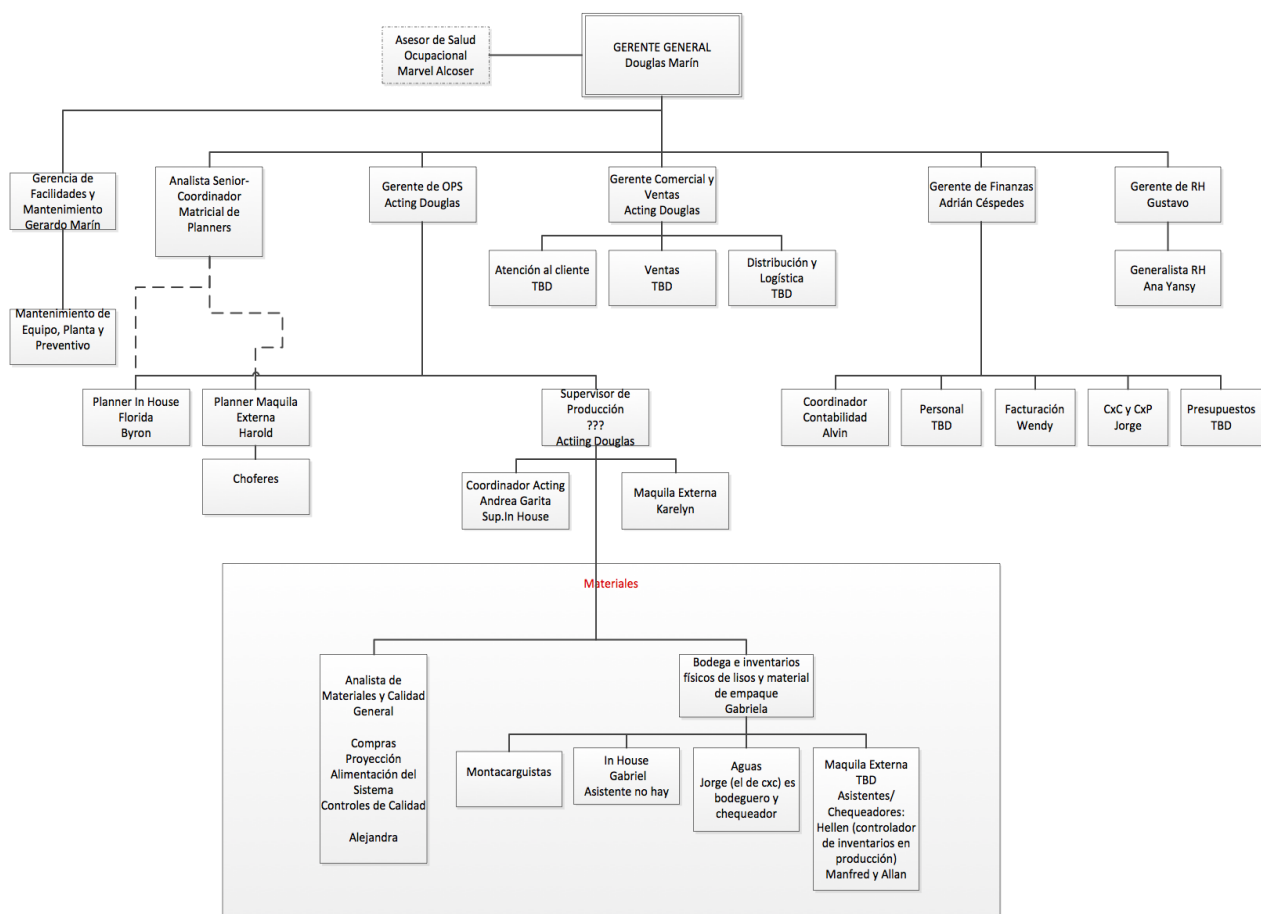 Asesor de Salud
Ocupacional
Marvel Alcoser
GERENTE GENERAL
Douglas Marín
Gerencia de
Facilidades y
Mantenimiento
Gerardo Marín
Analista Senior-
Coordinador
Matricial de
Planners
Gerente de OPS
Acting Douglas
Gerente Comercial y
Ventas
Acting Douglas
Gerente de Finanzas
Adrián Céspedes
Gerente de RH
Gustavo
Atención al cliente
TBD
Ventas
TBD
Distribución y
Logística
TBD
Generalista RH
Ana Yansy
Mantenimiento de
Equipo, Planta y
Preventivo
Planner In House
Florida
Byron
Planner Maquila
Externa
Harold
Supervisor de
Producción
???
Actiing Douglas
Coordinador
Contabilidad
Alvin
Personal
TBD
Facturación
Wendy
CxC y CxP
Jorge
Presupuestos
TBD
Choferes
Coordinador Acting
Andrea Garita
Sup.In House
Maquila Externa
Karelyn
Materiales
Analista de
Materiales y Calidad
General
Compras
Proyección
Alimentación del
Sistema
Controles de Calidad
Alejandra
Bodega e inventarios
físicos de lisos y material
de empaque
Gabriela
Montacarguistas
In House
Gabriel
Asistente no hay
Aguas
Jorge (el de cxc) es
bodeguero y
chequeador
Maquila Externa
TBD
Asistentes/
Chequeadores:
Hellen (controlador
de inventarios en
producción)
Manfred y Allan